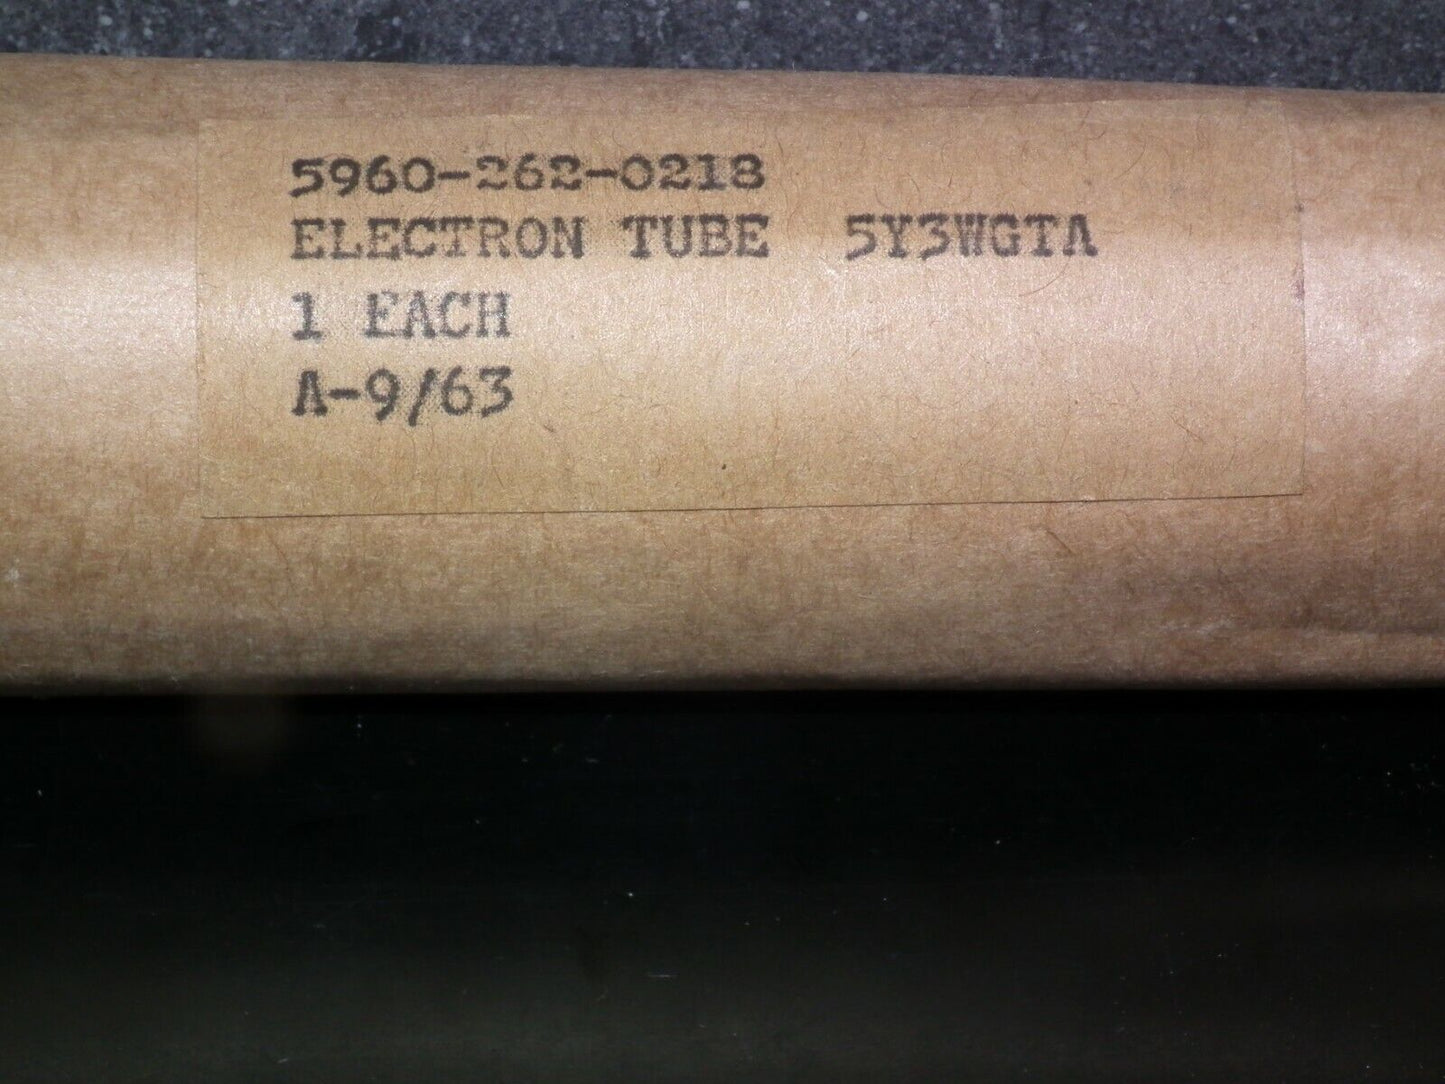 5960-262-0218
ELECTRON TUBE 5Y3WGTA
1 EACH
A-9/63